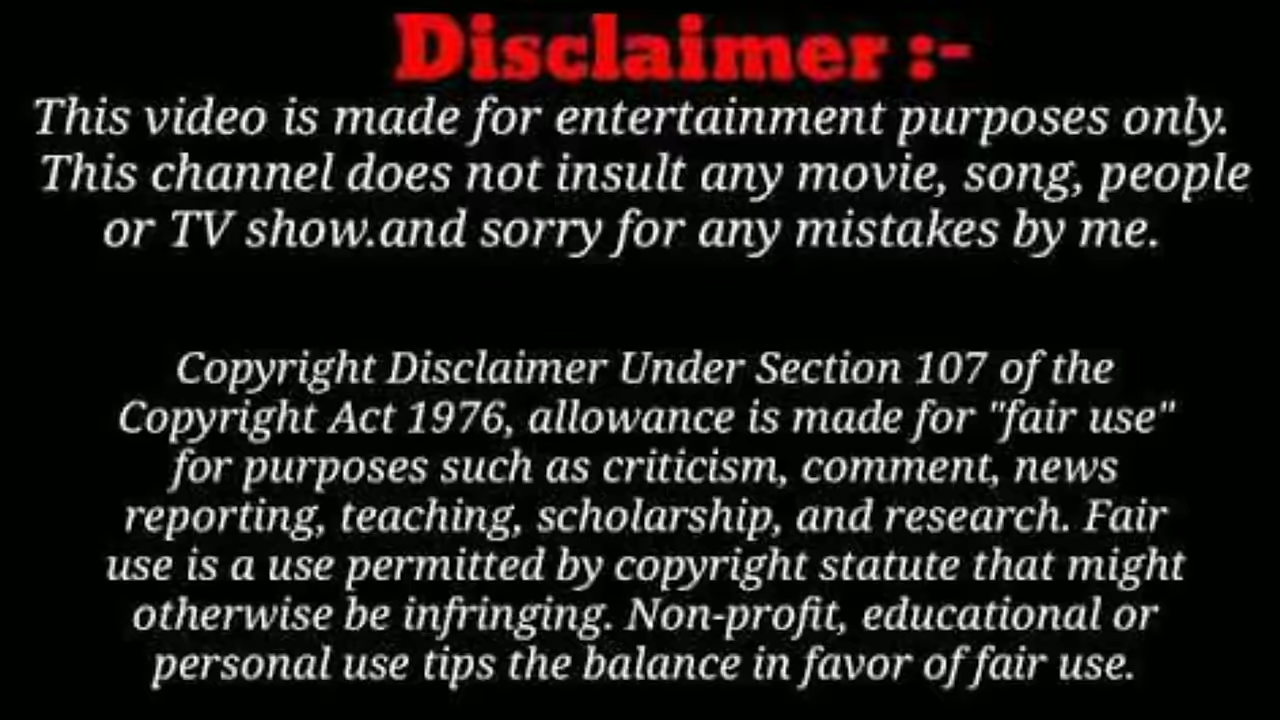 Disclaimer :-
This video is made for entertainment purposes only.
This channel does not insult any movie, song, people
or TV show.and sorry for any mistakes by me.
Copyright Disclaimer Under Section 107 of the
Copyright Act 1976, allowance is made for "fair use"
for purposes such as criticism, comment, news
reporting, teaching, scholarship, and research. Fair
use is a use permitted by copyright statute that might
otherwise be infringing. Non-profit, educational or
personal use tips the balance in favor of fair use.